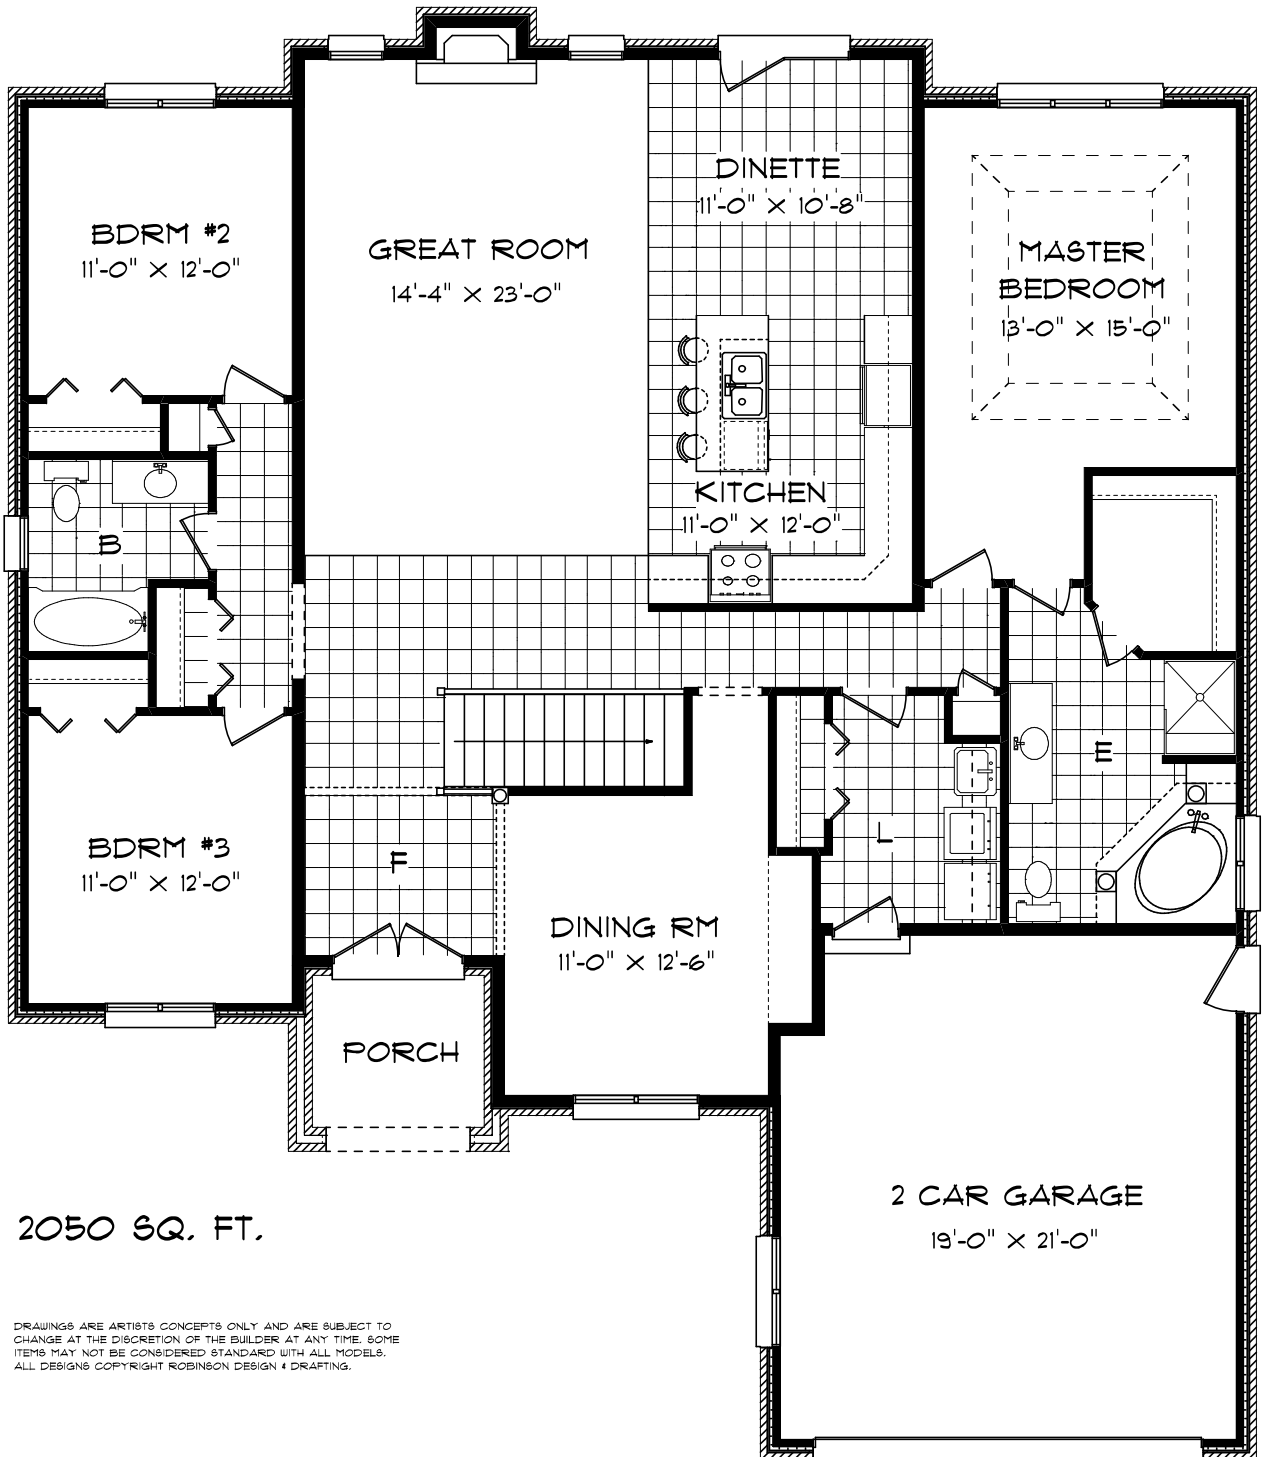 DINETTE
11'-0" X 10'-8"
BDRM #2
11'-0" X 12'-0"
GREAT ROOM
14'-4" X 23'-0"
MASTER
BEDROOM
13'-0" X 15'-0"
KITCHEN
11'-0" X 12'-0"
B
E
L
BDRM #3
11'-0" X 12'-0"
F
DINING RM
11'-0" X 12'-6"
PORCH
2 CAR GARAGE
19'-0" X 21'-0"
2050 SQ. FT.
DRAWINGS ARE ARTISTS CONCEPTS ONLY AND ARE SUBJECT TO
CHANGE AT THE DISCRETION OF THE BUILDER AT ANY TIME. SOME
ITEMS MAY NOT BE CONSIDERED STANDARD WITH ALL MODELS.
ALL DESIGNS COPYRIGHT ROBINSON DESIGN & DRAFTING.